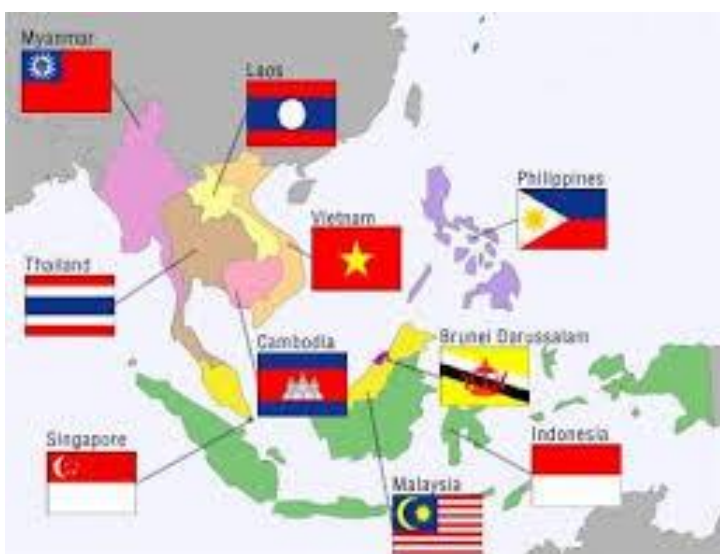 Myanmar
Laos
Philippines
Vietnam
Thailand
Cambodia
Brunei Darussalam
Singapore
Indonesia
Malaysia